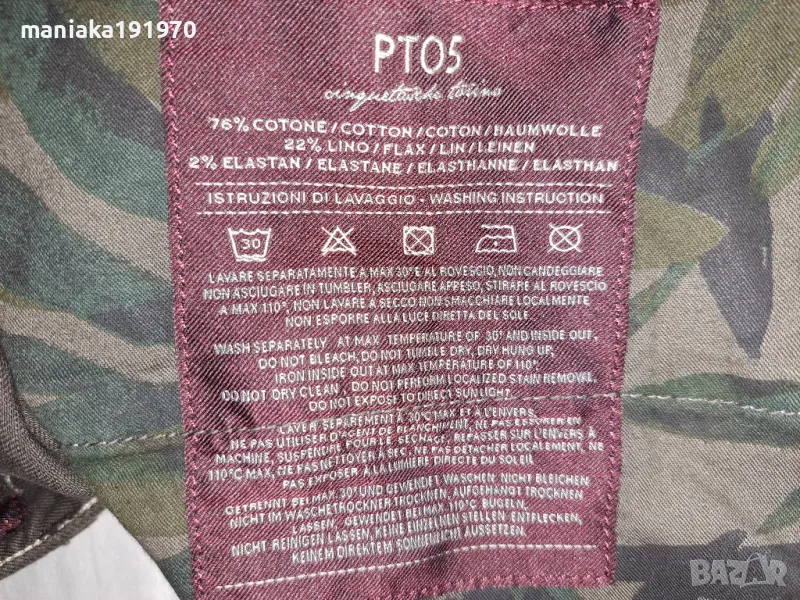 maniaka191970
PT05
cinquetasche torino
76% COTONE / COTTON / COTON / BAUMWOLLE
22% LINO / FLAX / LIN / LEINEN
2% ELASTAN / ELASTANE / ELASTHANNE / ELASTHAN
ISTRUZIONI DI LAVAGGIO - WASHING INSTRUCTION
30
LAVARE SEPARATAMENTE A MAX 30° E AL ROVESCIO, NON CANDEGGIARE
NON ASCIUGARE IN TUMBLER, ASCIUGARE APPESO, STIRARE AL ROVESCIO
A MAX 110°, NON LAVARE A SECCO NON SMACCHIARE LOCALMENTE
NON ESPORRE ALLA LUCE DIRETTA DEL SOLE.
WASH SEPARATELY AT MAX TEMPERATURE OF 30° AND INSIDE OUT,
DO NOT BLEACH, DO NOT TUMBLE DRY, DRY HUNG UP,
IRON INSIDE OUT AT MAX TEMPERATURE OF 110°,
DO NOT DRY CLEAN, DO NOT PERFORM LOCALIZED STAIN REMOVAL,
DO NOT EXPOSE TO DIRECT SUNLIGHT.
LAVER SEPAREMENT À 30°C MAX ET À L'ENVERS,
NE PAS UTILISER D'AGENT DE BLANCHIMENT, NE PAS ESSORER EN
MACHINE, SUSPENDRE POUR LE SECHAGE, REPASSER SUR L'ENVERS À
110°C MAX, NE PAS NETTOYER À SEC, NE PAS DÉTACHER LOCALEMENT, NE
PAS EXPOSER À LA LUMIÈRE DIRECTE DU SOLEIL
GETRENNT BEI MAX. 30° UND GEWENDET WASCHEN. NICHT BLEICHEN
NICHT IM WASCHETROCKNER TROCKNEN, AUFGEHÄNGT TROCKNEN
LASSEN, GEWENDET BEI MAX. 110°C BÜGELN.
NICHT REINIGEN LASSEN. KEINE EINZELNEN STELLEN ENTFLECKEN,
KEINEM DIREKTEM SONNENLICHT AUSSETZEN.
BAZAR